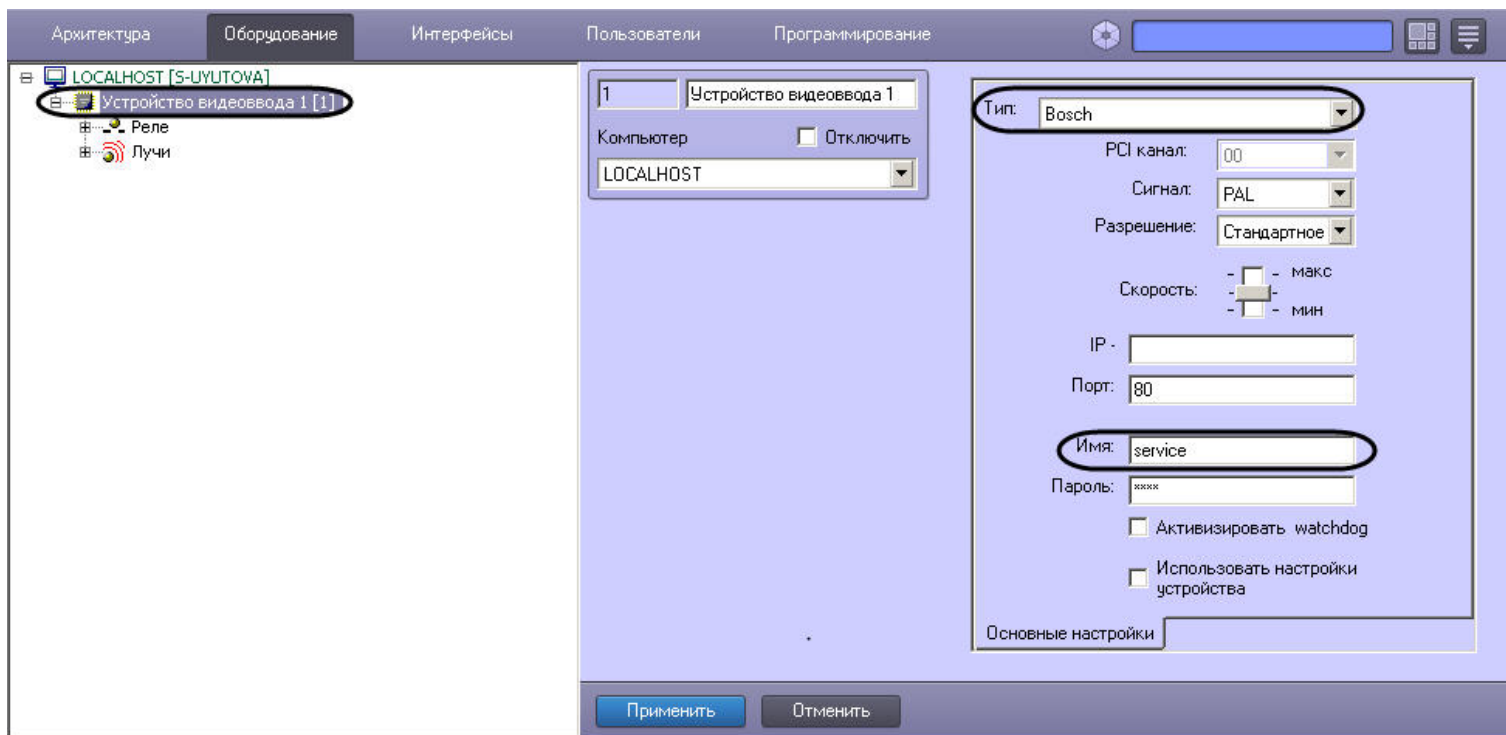 Архитектура Оборудование Интерфейсы Пользователи Программирование
LOCALHOST [S-UYUTOVA]
Устройство видеоввода 1 [1]
Реле
Лучи
1 Устройство видеоввода 1
Компьютер Отключить
LOCALHOST
Тип: Bosch
PCI канал: 00
Сигнал: PAL
Разрешение: Стандартное
Скорость: макс
мин
IP -
Порт: 80
Имя: service
Пароль: ****
Активизировать watchdog
Использовать настройки
устройства
Основные настройки
Применить Отменить